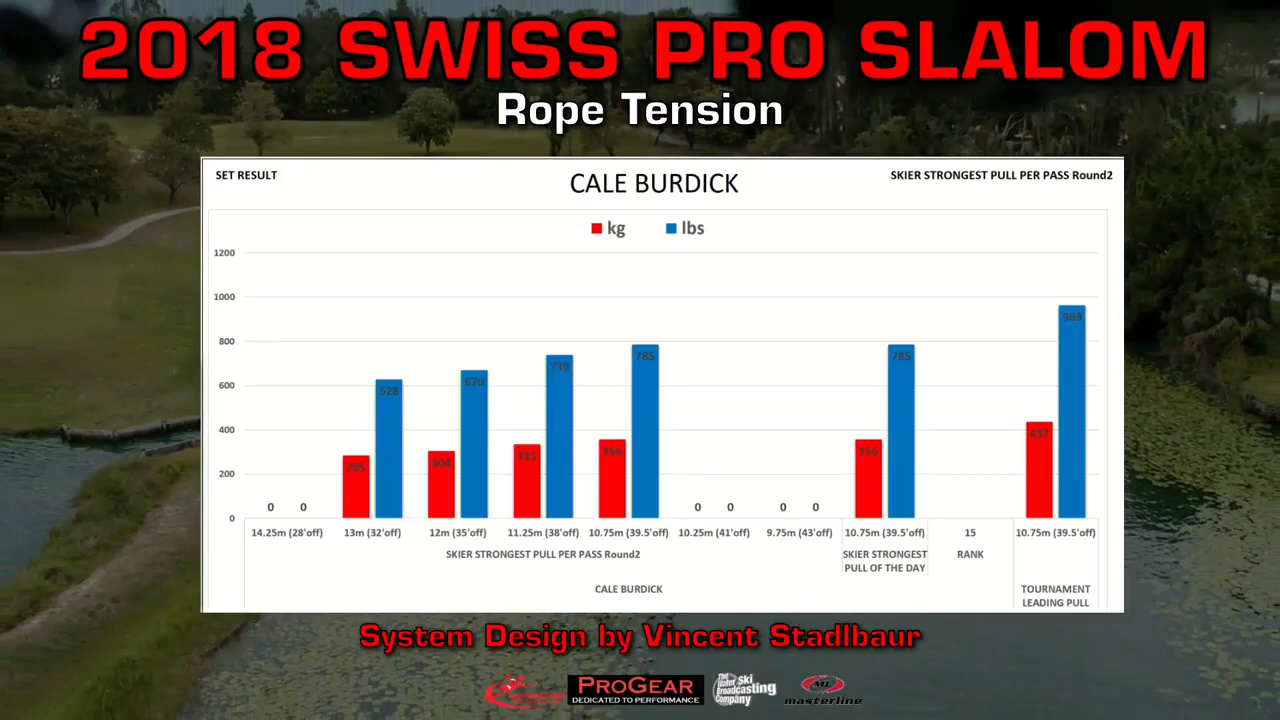 2018 SWISS PRO SLALOM
Rope Tension
SET RESULT
CALE BURDICK
SKIER STRONGEST PULL PER PASS Round2
kg lbs
1200
1000
800
600
400
200
0
0 0 285 628 304 670 335 739 356 785 0 0 0 0 356 785 437 963
14.25m (28'off) 13m (32'off) 12m (35'off) 11.25m (38'off) 10.75m (39.5'off) 10.25m (41'off) 9.75m (43'off) 10.75m (39.5'off) 15 10.75m (39.5'off)
SKIER STRONGEST PULL PER PASS Round2
SKIER STRONGEST
PULL OF THE DAY
RANK
CALE BURDICK
TOURNAMENT
LEADING PULL
System Design by Vincent Stadlbaur
PROGEAR
DEDICATED TO PERFORMANCE
The
Water Ski
Broadcasting
Company
ML
masterline